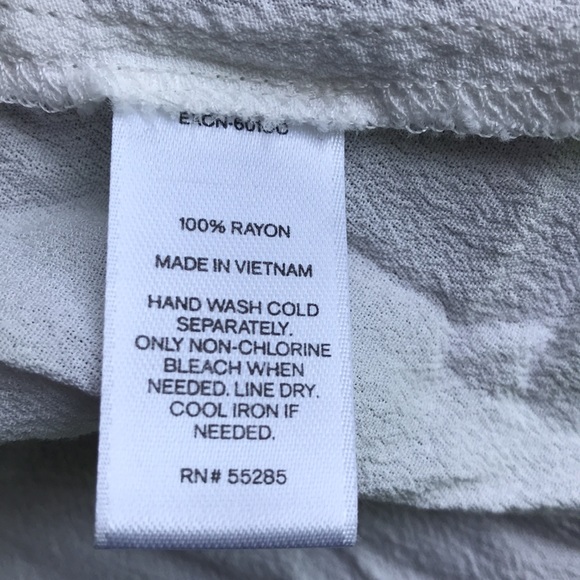 100% RAYON
MADE IN VIETNAM
HAND WASH COLD
SEPARATELY.
ONLY NON-CHLORINE
BLEACH WHEN
NEEDED. LINE DRY.
COOL IRON IF
NEEDED.
RN# 55285